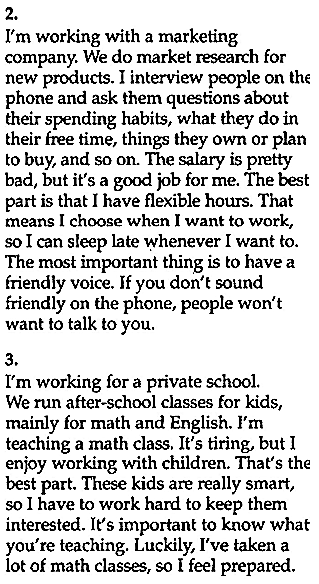 2.
I'm working with a marketing
company. We do market research for
new products. I interview people on the
phone and ask them questions about
their spending habits, what they do in
their free time, things they own or plan
to buy, and so on. The salary is pretty
bad, but it's a good job for me. The best
part is that I have flexible hours. That
means I choose when I want to work,
so I can sleep late whenever I want to.
The most important thing is to have a
friendly voice. If you don't sound
friendly on the phone, people won't
want to talk to you.
3.
I'm working for a private school.
We run after-school classes for kids,
mainly for math and English. I'm
teaching a math class. It's tiring, but I
enjoy working with children. That's the
best part. These kids are really smart,
so I have to work hard to keep them
interested. It's important to know what
you're teaching. Luckily, I've taken a
lot of math classes, so I feel prepared.